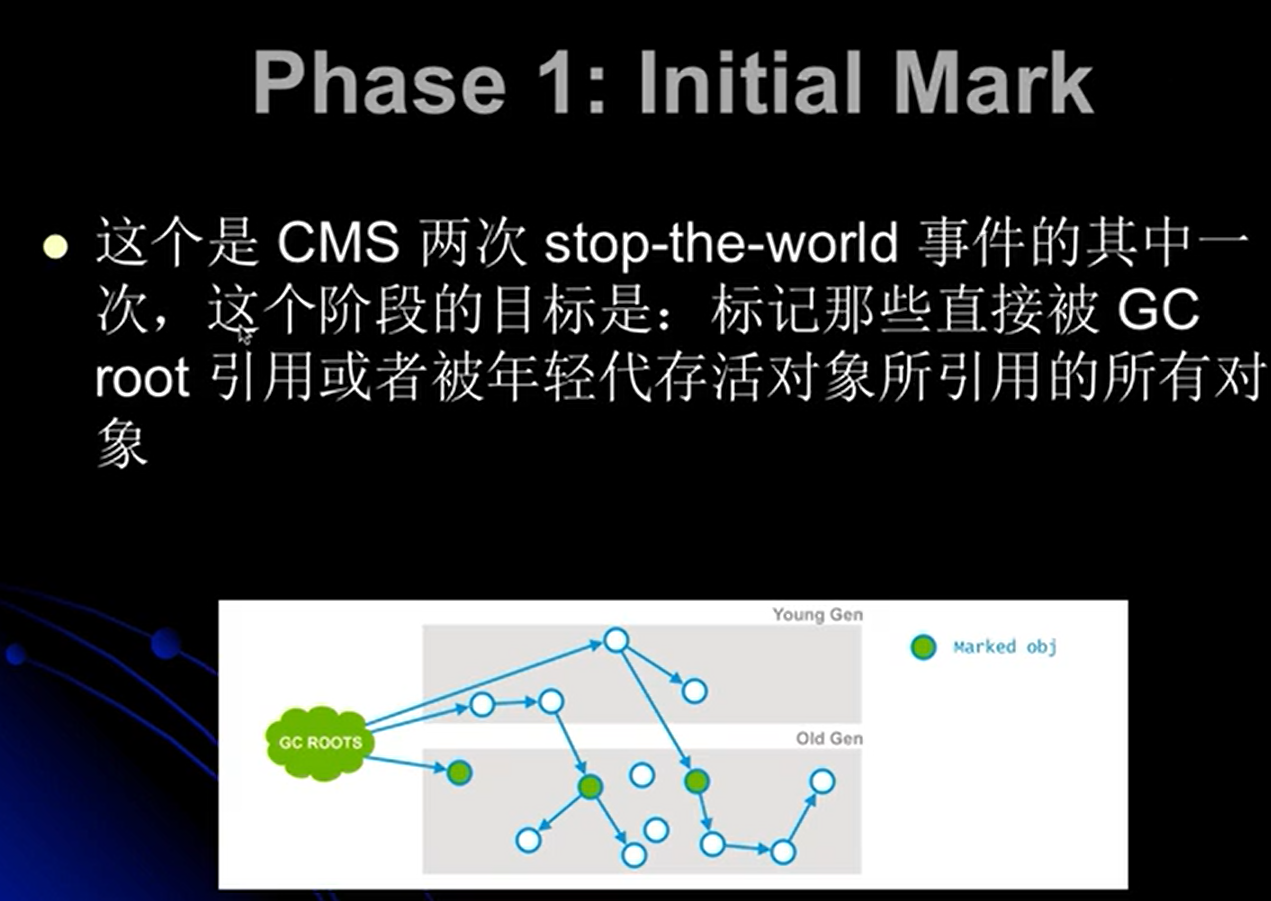 Phase 1: Initial Mark
这个是 CMS 两次 stop-the-world 事件的其中一
次，这个阶段的目标是：标记那些直接被 GC
root 引用或者被年轻代存活对象所引用的所有对
象
Young Gen
Marked obj
Old Gen
GC ROOTS